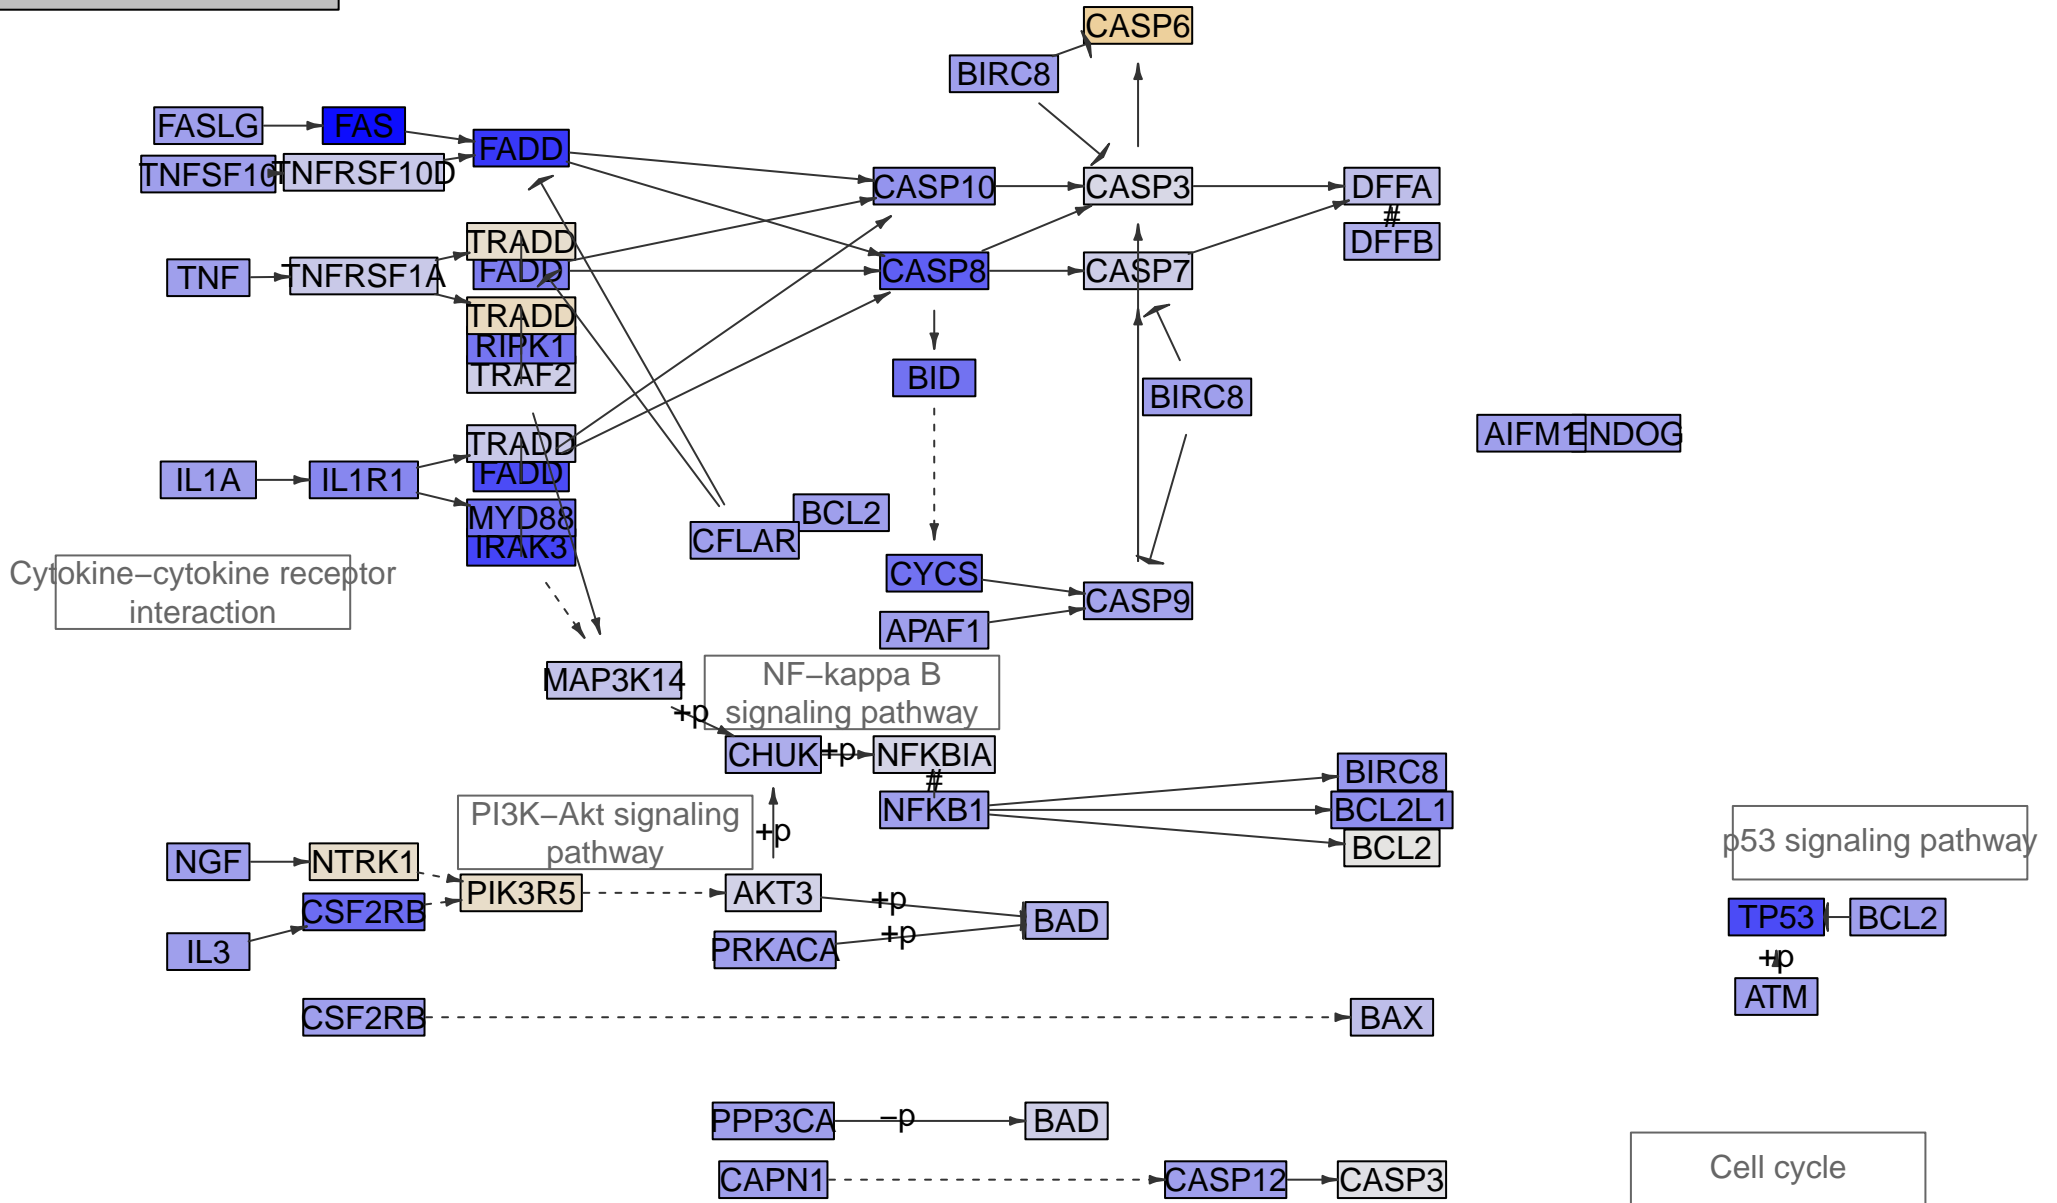 CASP6
BIRC8
FASLG
FAS
FADD
TNFSF10
TNFRSF10D
CASP10
CASP3
DFFA
#
DFFB
TRADD
FADD
TNF
TNFRSF1A
CASP8
CASP7
TRADD
RIPK1
TRAF2
BID
BIRC8
TRADD
FADD
AIFM1
ENDOG
IL1A
IL1R1
MYD88
IRAK3
BCL2
CFLAR
Cytokine−cytokine receptor
interaction
CYCS
CASP9
APAF1
MAP3K14
NF−kappa B
signaling pathway
+p
CHUK
+p
NFKBIA
#
NFKB1
BIRC8
BCL2L1
BCL2
PI3K−Akt signaling
pathway
+p
p53 signaling pathway
NGF
NTRK1
PIK3R5
AKT3
+p
BAD
CSF2RB
IL3
PRKACA
+p
TP53
BCL2
+p
ATM
CSF2RB
BAX
PPP3CA
−p
BAD
CAPN1
CASP12
CASP3
Cell cycle